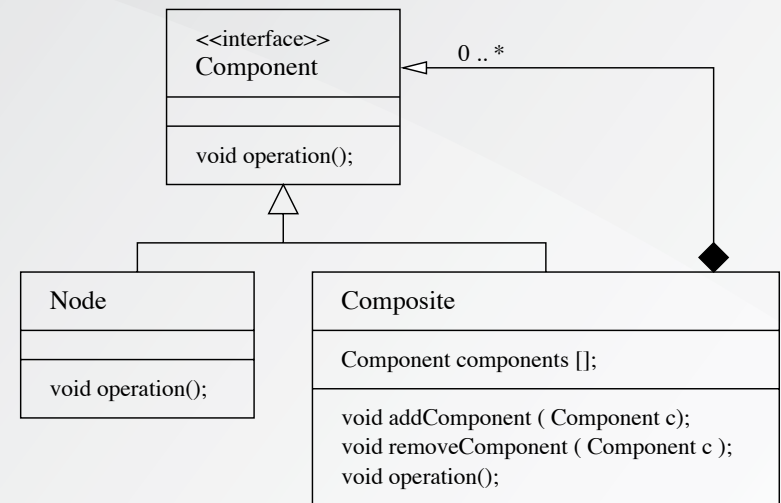 <<interface>>
Component
0 .. *
void operation();
Node
void operation();
Composite
Component components [];
void addComponent ( Component c);
void removeComponent ( Component c );
void operation();